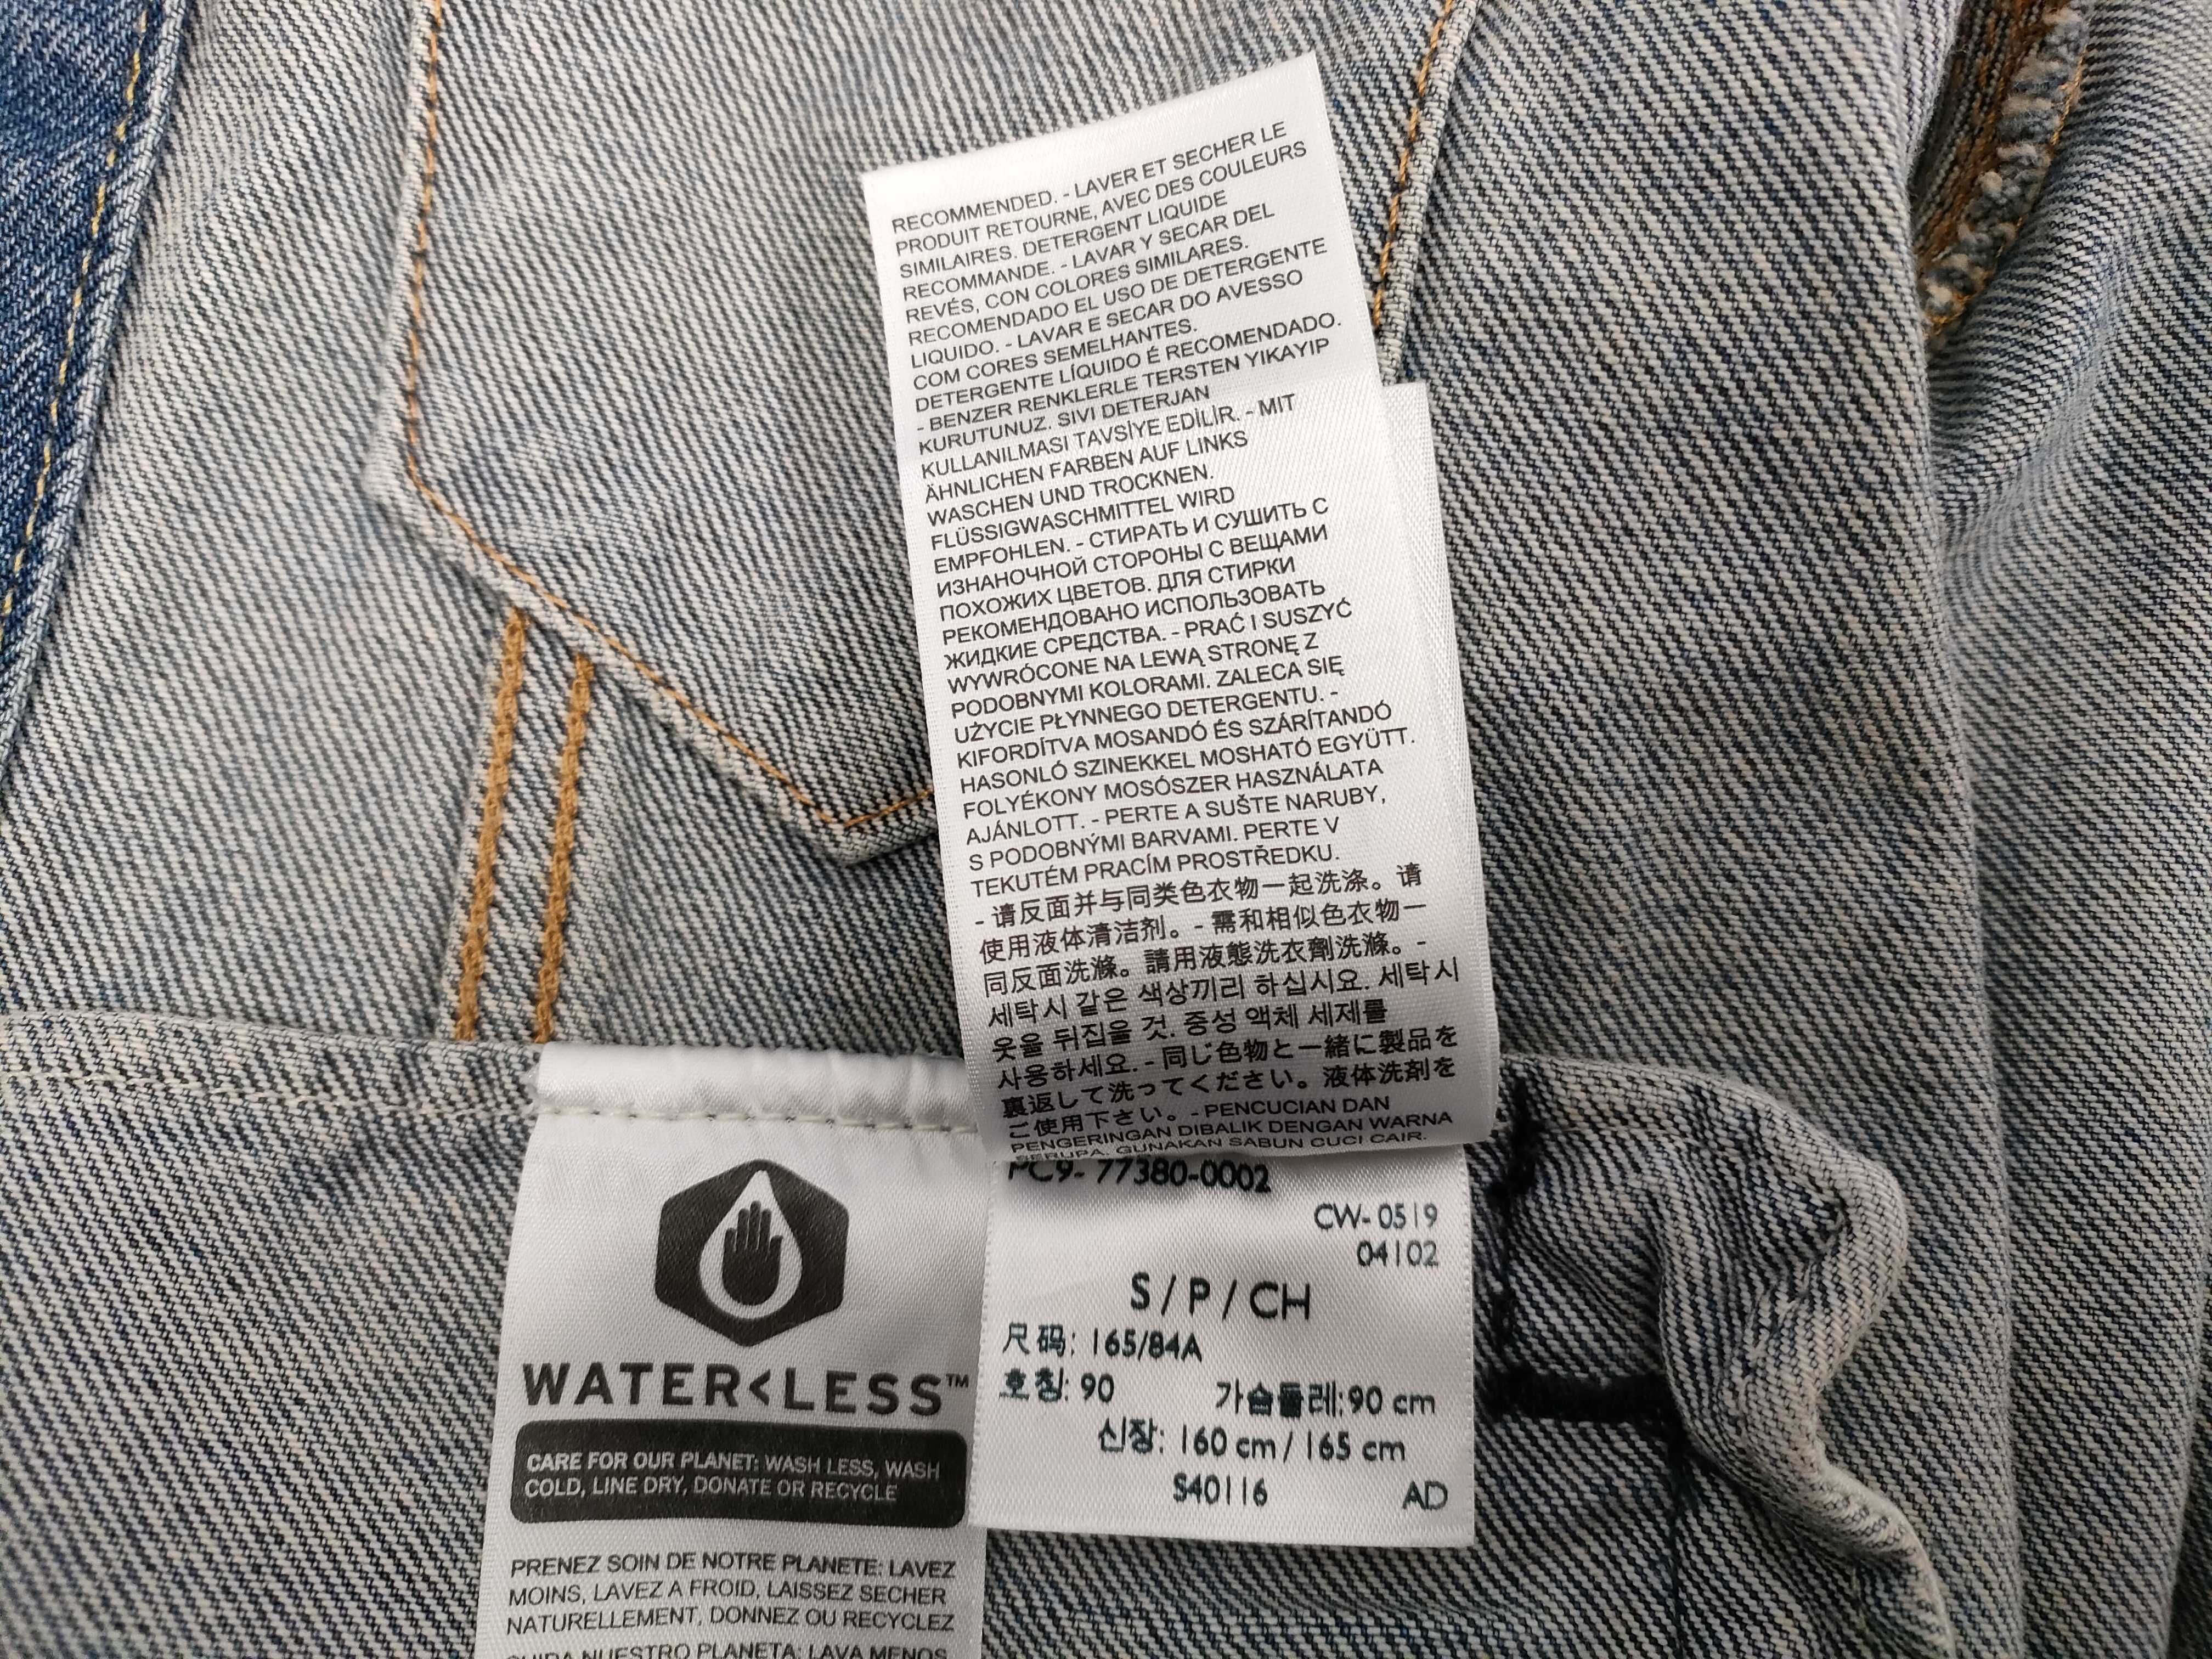 RECOMMENDED. - LAVER ET SECHER LE
PRODUIT RETOURNE, AVEC DES COULEURS
SIMILAIRES. DETERGENT LIQUIDE
RECOMMANDE. - LAVAR Y SECAR DEL
REVÉS, CON COLORES SIMILARES.
RECOMENDADO EL USO DE DETERGENTE
LIQUIDO. - LAVAR E SECAR DO AVESSO
COM CORES SEMELHANTES.
DETERGENTE LÍQUIDO É RECOMENDADO.
- BENZER RENKLERLE TERSTEN YIKAYIP
KURUTUNUZ. SIVI DETERJAN
KULLANILMASI TAVSİYE EDİLİR. - MIT
ÄHNLICHEN FARBEN AUF LINKS
WASCHEN UND TROCKNEN.
FLÜSSIGWASCHMITTEL WIRD
EMPFOHLEN. - СТИРАТЬ И СУШИТЬ С
ИЗНАНОЧНОЙ СТОРОНЫ С ВЕЩАМИ
ПОХОЖИХ ЦВЕТОВ. ДЛЯ СТИРКИ
РЕКОМЕНДОВАНО ИСПОЛЬЗОВАТЬ
ЖИДКИЕ СРЕДСТВА. - PRAĆ I SUSZYĆ
WYWRÓCONE NA LEWĄ STRONĘ Z
PODOBNYMI KOLORAMI. ZALECA SIĘ
UŻYCIE PŁYNNEGO DETERGENTU. -
KIFORDÍTVA MOSANDÓ ÉS SZÁRÍTANDÓ
HASONLÓ SZINEKKEL MOSHATÓ EGYÜTT.
FOLYÉKONY MOSÓSZER HASZNÁLATA
AJÁNLOTT. - PERTE A SUŠTE NARUBY,
S PODOBNÝMI BARVAMI. PERTE V
TEKUTÉM PRACÍM PROSTŘEDKU.
- 请反面并与同类色衣物一起洗涤。请
使用液体清洁剂。- 需和相似色衣物一
同反面洗滌。請用液態洗衣劑洗滌。-
세탁시 같은 색상끼리 하십시요. 세탁시
옷을 뒤집을 것. 중성 액체 세제를
사용하세요. - 同じ色物と一緒に製品を
裏返して洗ってください。液体洗剤を
ご使用下さい。- PENCUCIAN DAN
PENGERINGAN DIBALIK DENGAN WARNA
SERUPA. GUNAKAN SABUN CUCI CAIR.
PC9- 77380-0002
CW- 0519
04102
S / P / CH
尺码: 165/84A
호칭: 90 가슴둘레: 90 cm
신장: 160 cm / 165 cm
S40116 AD
WATER<LESS™
CARE FOR OUR PLANET: WASH LESS, WASH
COLD, LINE DRY, DONATE OR RECYCLE
PRENEZ SOIN DE NOTRE PLANETE: LAVEZ
MOINS, LAVEZ A FROID, LAISSEZ SECHER
NATURELLEMENT, DONNEZ OU RECYCLEZ
CUIDA NUESTRO PLANETA: LAVA MENOS,